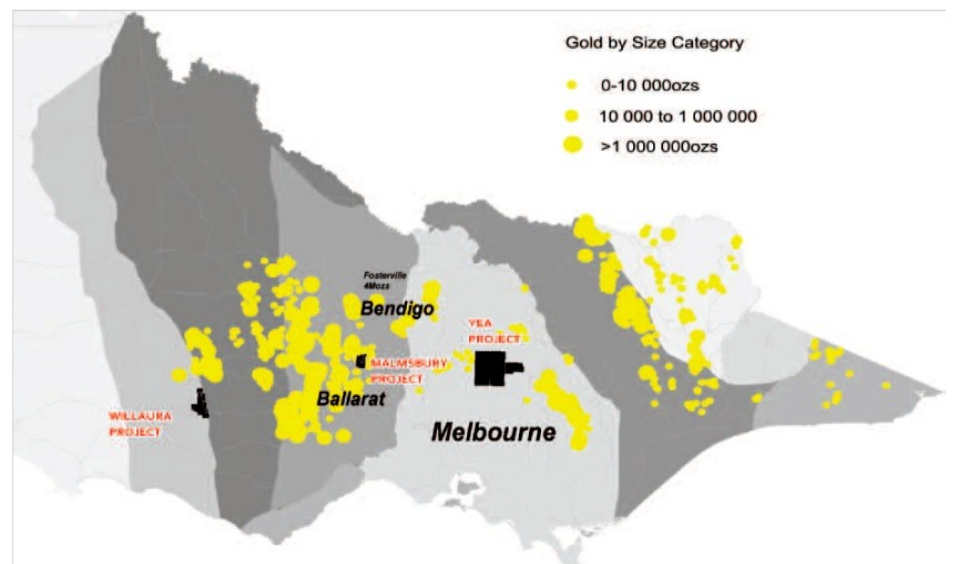 Gold by Size Category
0-10 000ozs
10 000 to 1 000 000
>1 000 000ozs
Fosterville
4Mozs
Bendigo
YEA
PROJECT
MALMSBURY
PROJECT
Ballarat
WILLAURA
PROJECT
Melbourne